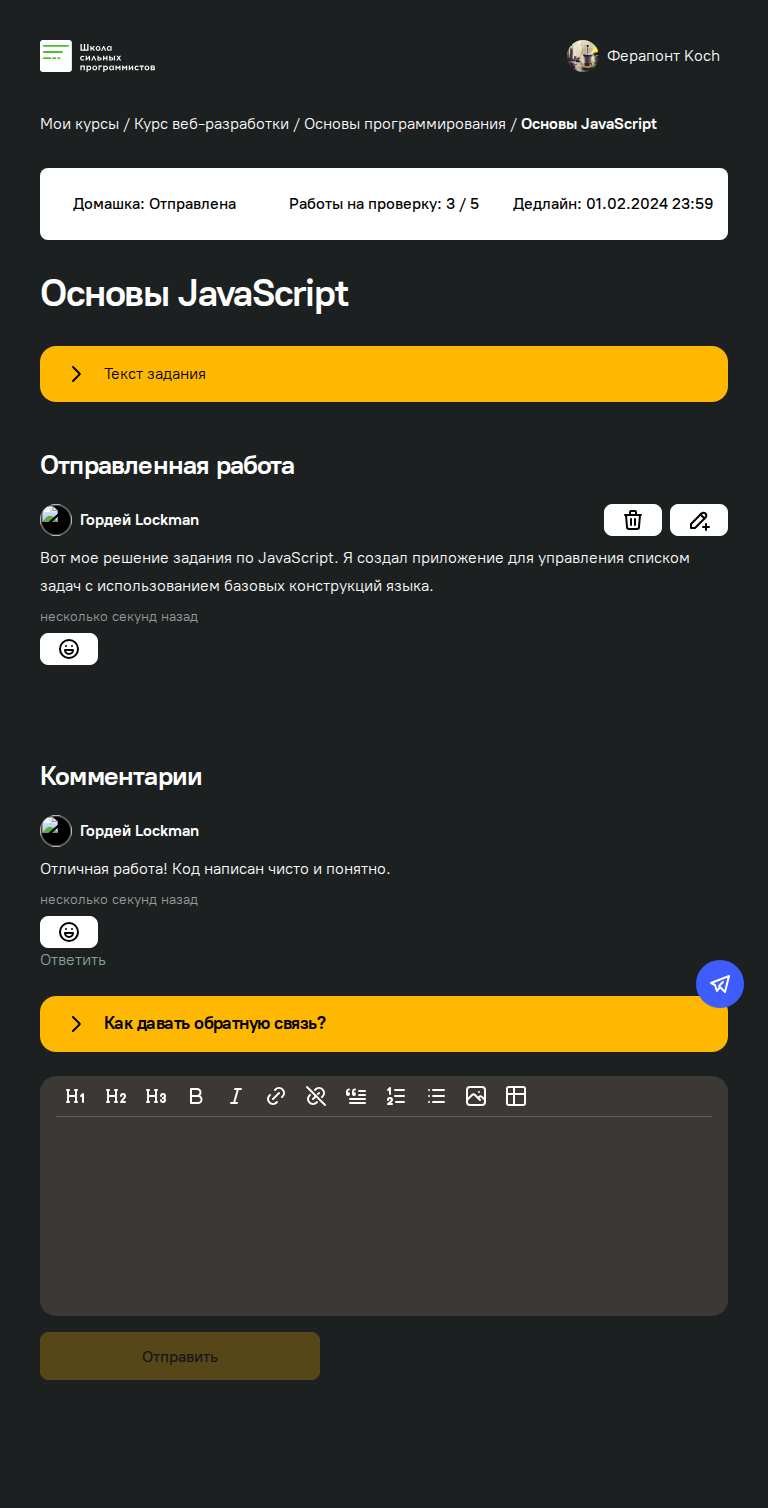 Школа
сильных
программистов
Ферапонт Koch
Мои курсы / Курс веб-разработки / Основы программирования / Основы JavaScript
Домашка: Отправлена
Работы на проверку: 3 / 5
Дедлайн: 01.02.2024 23:59
Основы JavaScript
Текст задания
Отправленная работа
Гордей Lockman
Вот мое решение задания по JavaScript. Я создал приложение для управления списком
задач с использованием базовых конструкций языка.
несколько секунд назад
Комментарии
Гордей Lockman
Отличная работа! Код написан чисто и понятно.
несколько секунд назад
Ответить
Как давать обратную связь?
H1 H2 H3 B I
Отправить